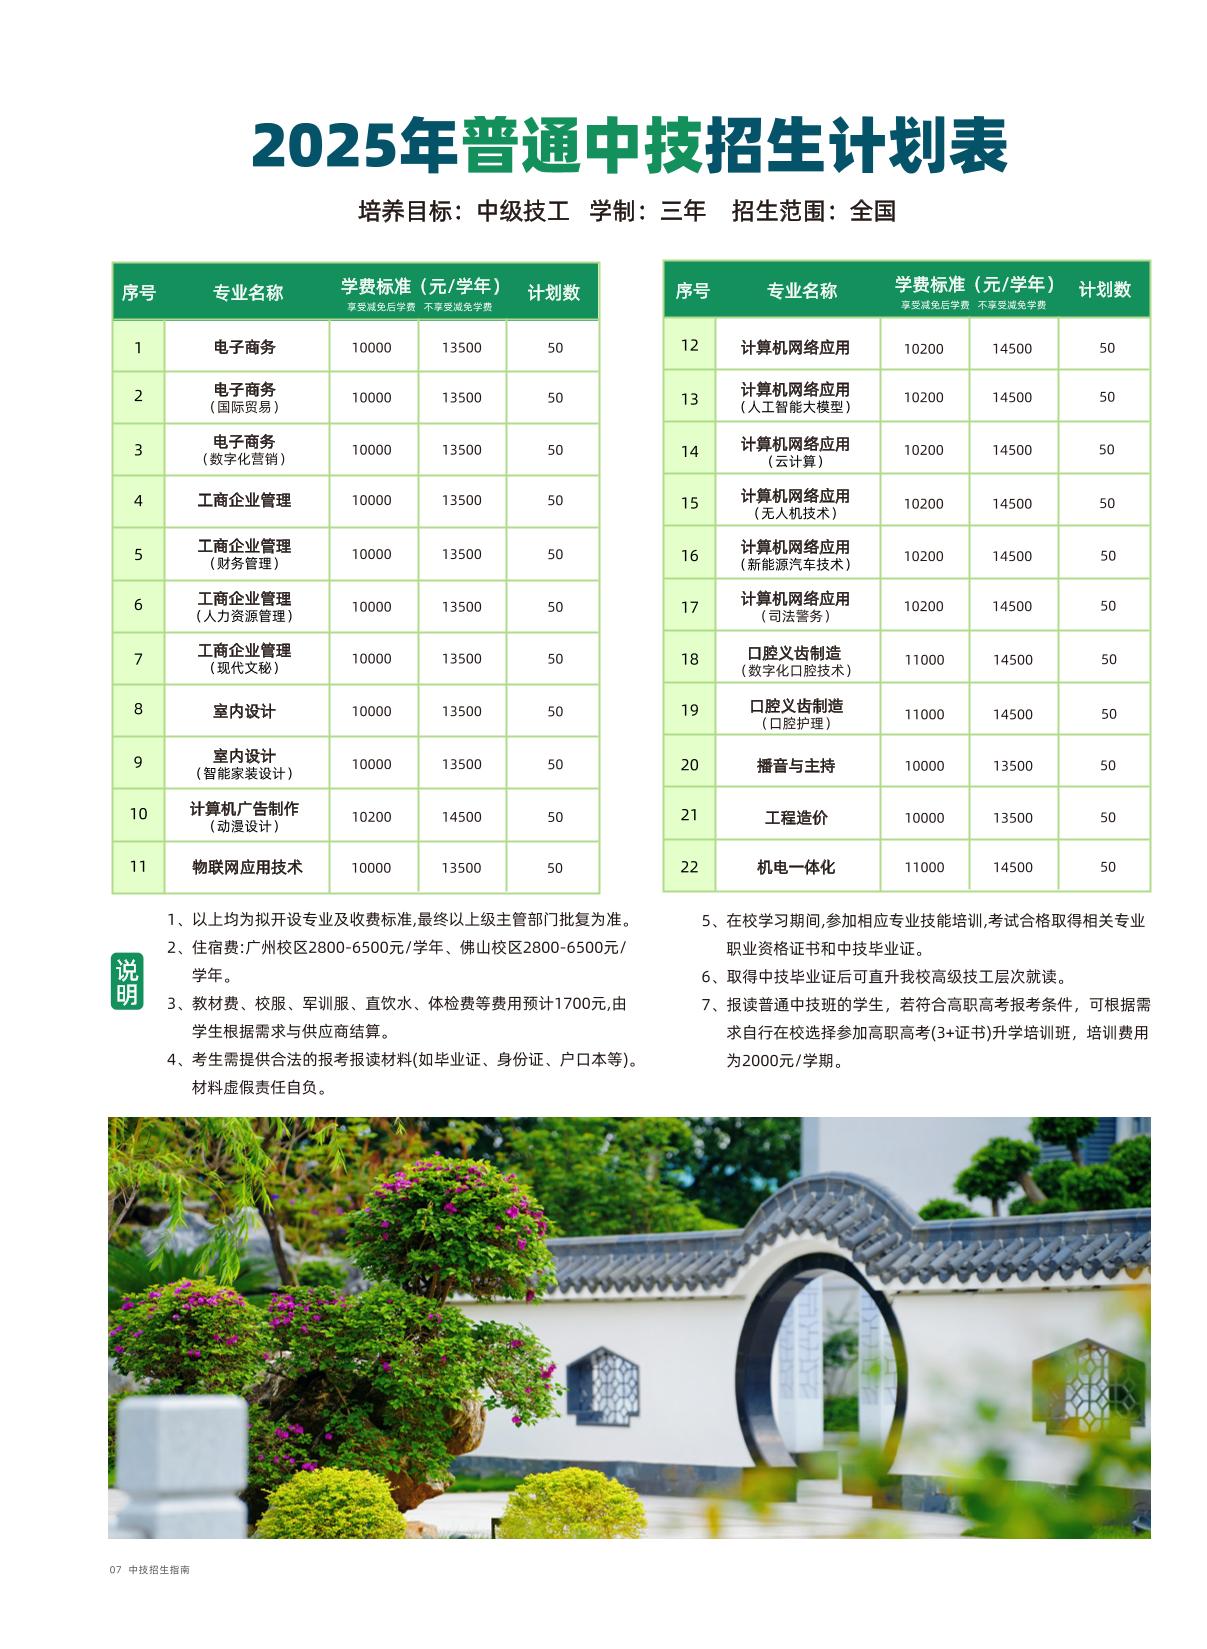 2025年普通中技招生计划表
培养目标：中级技工 学制：三年 招生范围：全国
序号 专业名称 学费标准（元/学年） 计划数
享受减免后学费 不享受减免学费
1 电子商务 10000 13500 50
2 电子商务（国际贸易） 10000 13500 50
3 电子商务（数字化营销） 10000 13500 50
4 工商企业管理 10000 13500 50
5 工商企业管理（财务管理） 10000 13500 50
6 工商企业管理（人力资源管理） 10000 13500 50
7 工商企业管理（现代文秘） 10000 13500 50
8 室内设计 10000 13500 50
9 室内设计（智能家装设计） 10000 13500 50
10 计算机广告制作（动漫设计） 10200 14500 50
11 物联网应用技术 10000 13500 50
序号 专业名称 学费标准（元/学年） 计划数
享受减免后学费 不享受减免学费
12 计算机网络应用 10200 14500 50
13 计算机网络应用（人工智能大模型） 10200 14500 50
14 计算机网络应用（云计算） 10200 14500 50
15 计算机网络应用（无人机技术） 10200 14500 50
16 计算机网络应用（新能源汽车技术） 10200 14500 50
17 计算机网络应用（司法警务） 10200 14500 50
18 口腔义齿制造（数字化口腔技术） 11000 14500 50
19 口腔义齿制造（口腔护理） 11000 14500 50
20 播音与主持 10000 13500 50
21 工程造价 10000 13500 50
22 机电一体化 11000 14500 50
说明
1、以上均为拟开设专业及收费标准,最终以上级主管部门批复为准。
2、住宿费:广州校区2800-6500元/学年、佛山校区2800-6500元/
学年。
3、教材费、校服、军训服、直饮水、体检费等费用预计1700元,由
学生根据需求与供应商结算。
4、考生需提供合法的报考报读材料(如毕业证、身份证、户口本等)。
材料虚假责任自负。
5、在校学习期间,参加相应专业技能培训,考试合格取得相关专业
职业资格证书和中技毕业证。
6、取得中技毕业证后可直升我校高级技工层次就读。
7、报读普通中技班的学生，若符合高职高考报考条件，可根据需
求自行在校选择参加高职高考(3+证书)升学培训班，培训费用
为2000元/学期。
07 中技招生指南